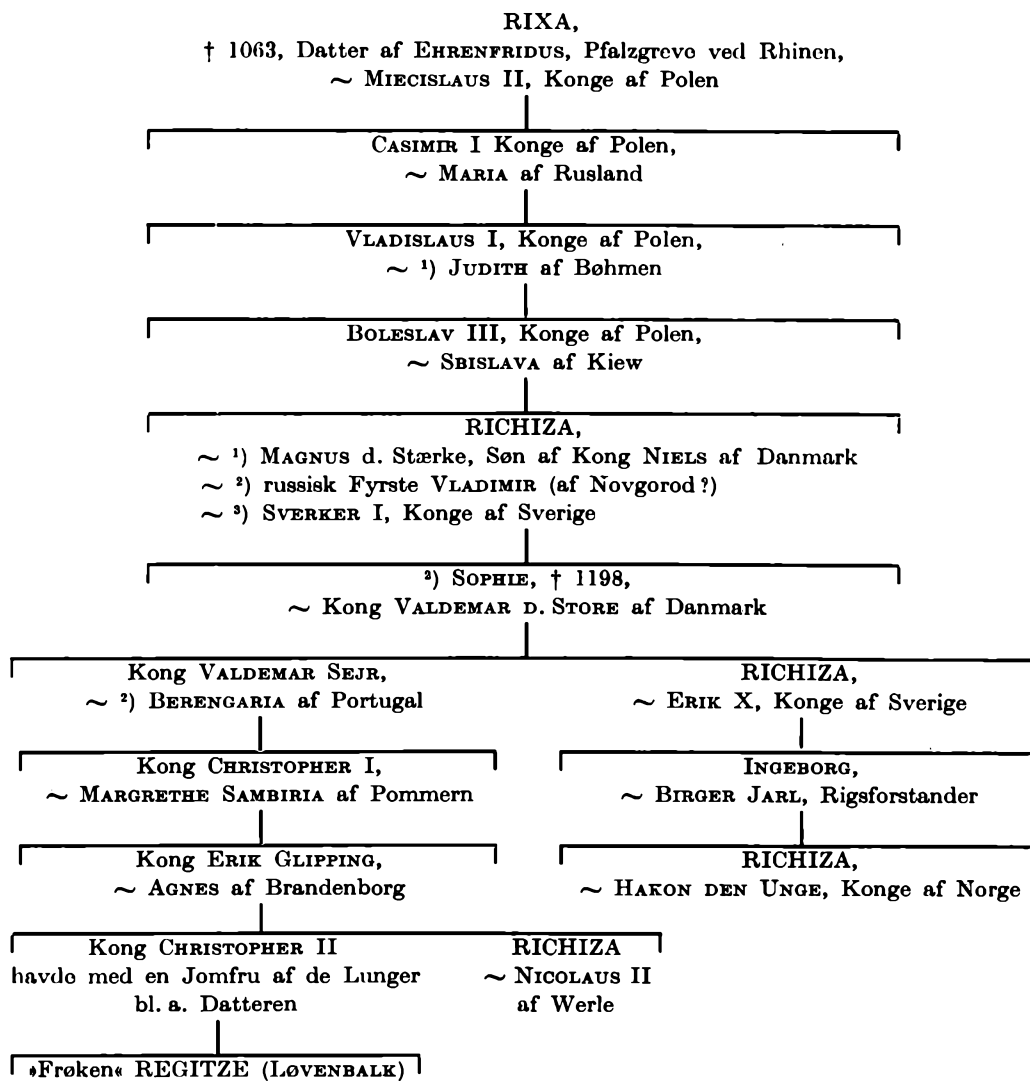 RIXA,
† 1063, Datter af EHRENFRIDUS, Pfalzgreve ved Rhinen,
~ MIECISLAUS II, Konge af Polen
CASIMIR I Konge af Polen,
~ MARIA af Rusland
VLADISLAUS I, Konge af Polen,
~ ¹) JUDITH af Bøhmen
BOLESLAV III, Konge af Polen,
~ SBISLAVA af Kiew
RICHIZA,
~ ¹) MAGNUS d. Stærke, Søn af Kong NIELS af Danmark
~ ²) russisk Fyrste VLADIMIR (af Novgorod?)
~ ³) SVERKER I, Konge af Sverige
²) SOPHIE, † 1198,
~ Kong VALDEMAR D. STORE af Danmark
Kong VALDEMAR SEJR,
~ ²) BERENGARIA af Portugal
RICHIZA,
~ ERIK X, Konge af Sverige
Kong CHRISTOPHER I,
~ MARGRETHE SAMBIRIA af Pommern
INGEBORG,
~ BIRGER JARL, Rigsforstander
Kong ERIK GLIPPING,
~ AGNES af Brandenborg
RICHIZA,
~ HAKON DEN UNGE, Konge af Norge
Kong CHRISTOPHER II
havde med en Jomfru af de Lunger
bl. a. Datteren
RICHIZA
~ NICOLAUS II
af Werle
»Frøken« REGITZE (LØVENBALK)